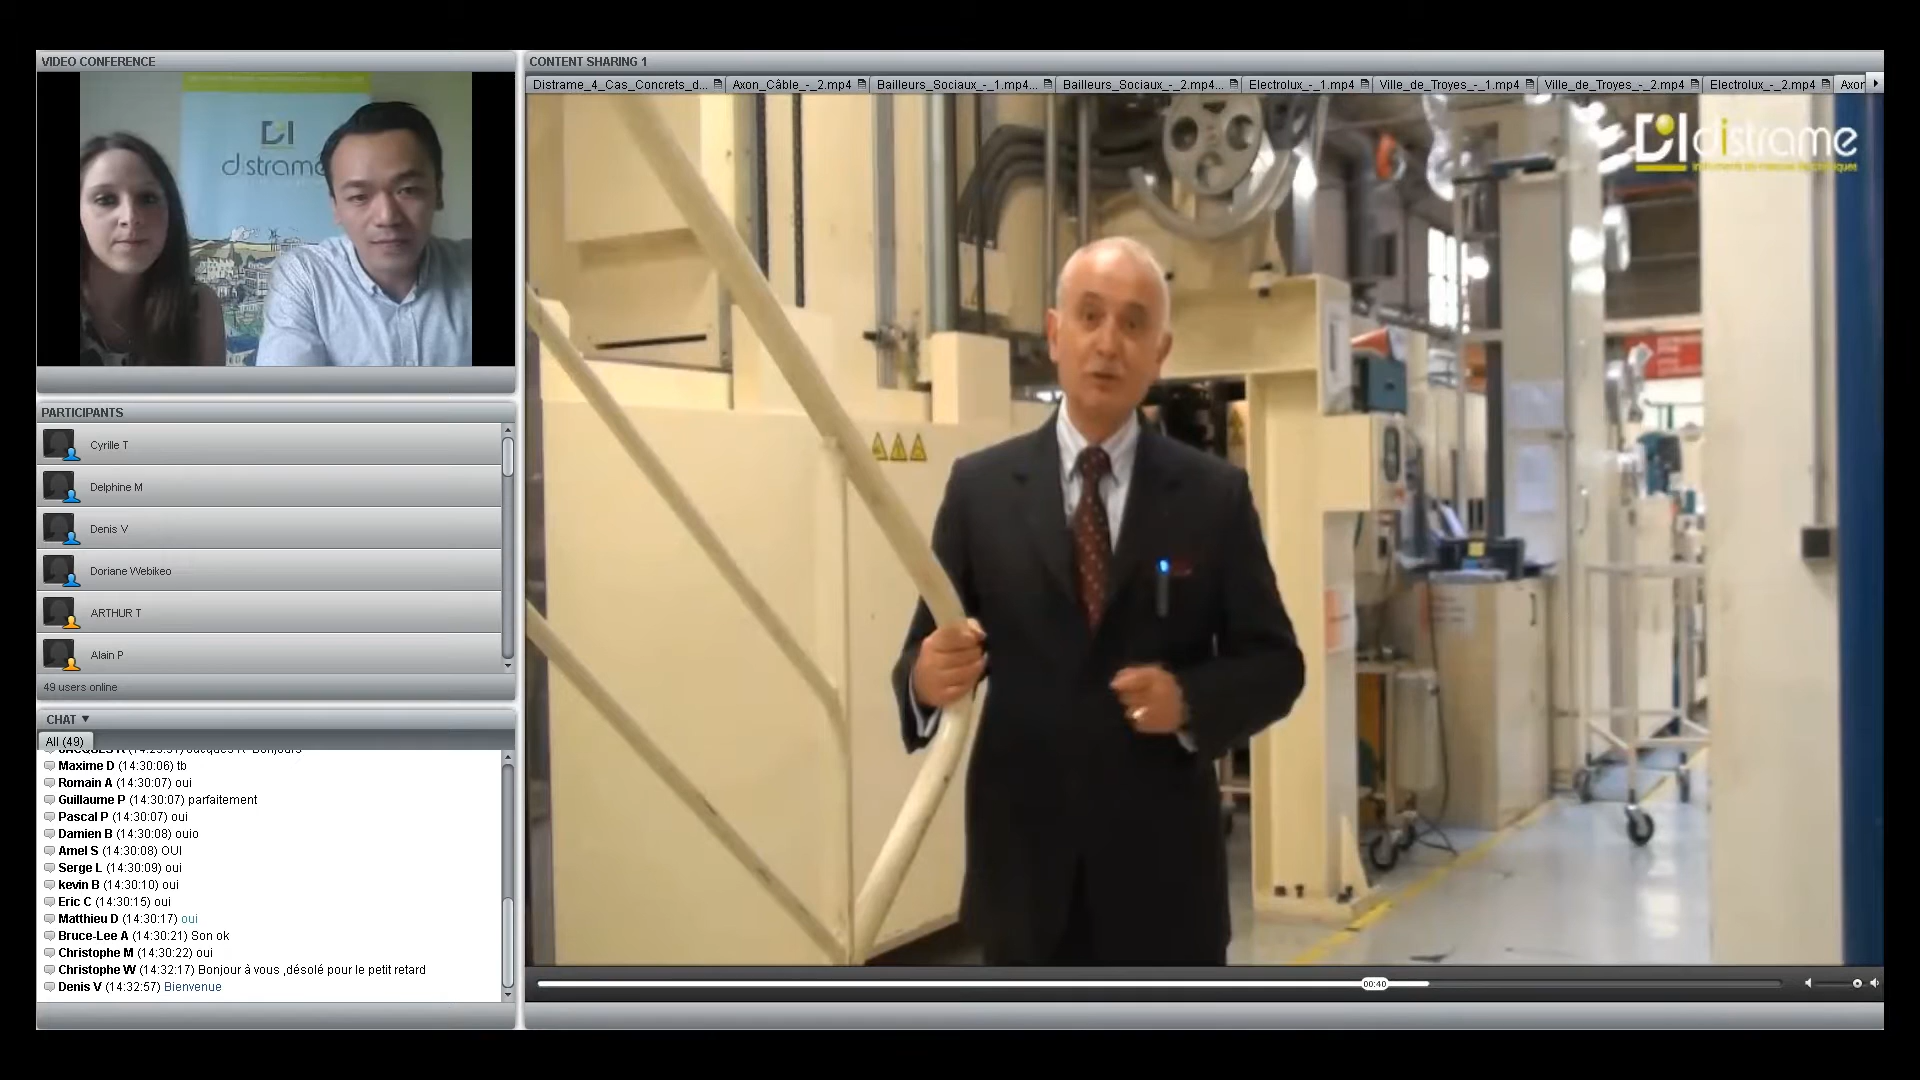 VIDEO CONFERENCE
CONTENT SHARING 1
Distrame_4_Cas_Concrets_d... Axon_Câble_-_2.mp4 Bailleurs_Sociaux_-_1.mp4... Bailleurs_Sociaux_-_2.mp4... Electrolux_-_1.mp4 Ville_de_Troyes_-_1.mp4 Ville_de_Troyes_-_2.mp4 Electrolux_-_2.mp4 Axon
distrame
distrame
PARTICIPANTS
Cyrille T
Delphine M
Denis V
Doriane Webikeo
ARTHUR T
Alain P
49 users online
CHAT
All (49)
Maxime D (14:30:06) tb
Romain A (14:30:07) oui
Guillaume P (14:30:07) parfaitement
Pascal P (14:30:07) oui
Damien B (14:30:08) ouio
Amel S (14:30:08) OUI
Serge L (14:30:09) oui
kevin B (14:30:10) oui
Eric C (14:30:15) oui
Matthieu D (14:30:17) oui
Bruce-Lee A (14:30:21) Son ok
Christophe M (14:30:22) oui
Christophe W (14:32:17) Bonjour à vous ,désolé pour le petit retard
Denis V (14:32:57) Bienvenue
00:40